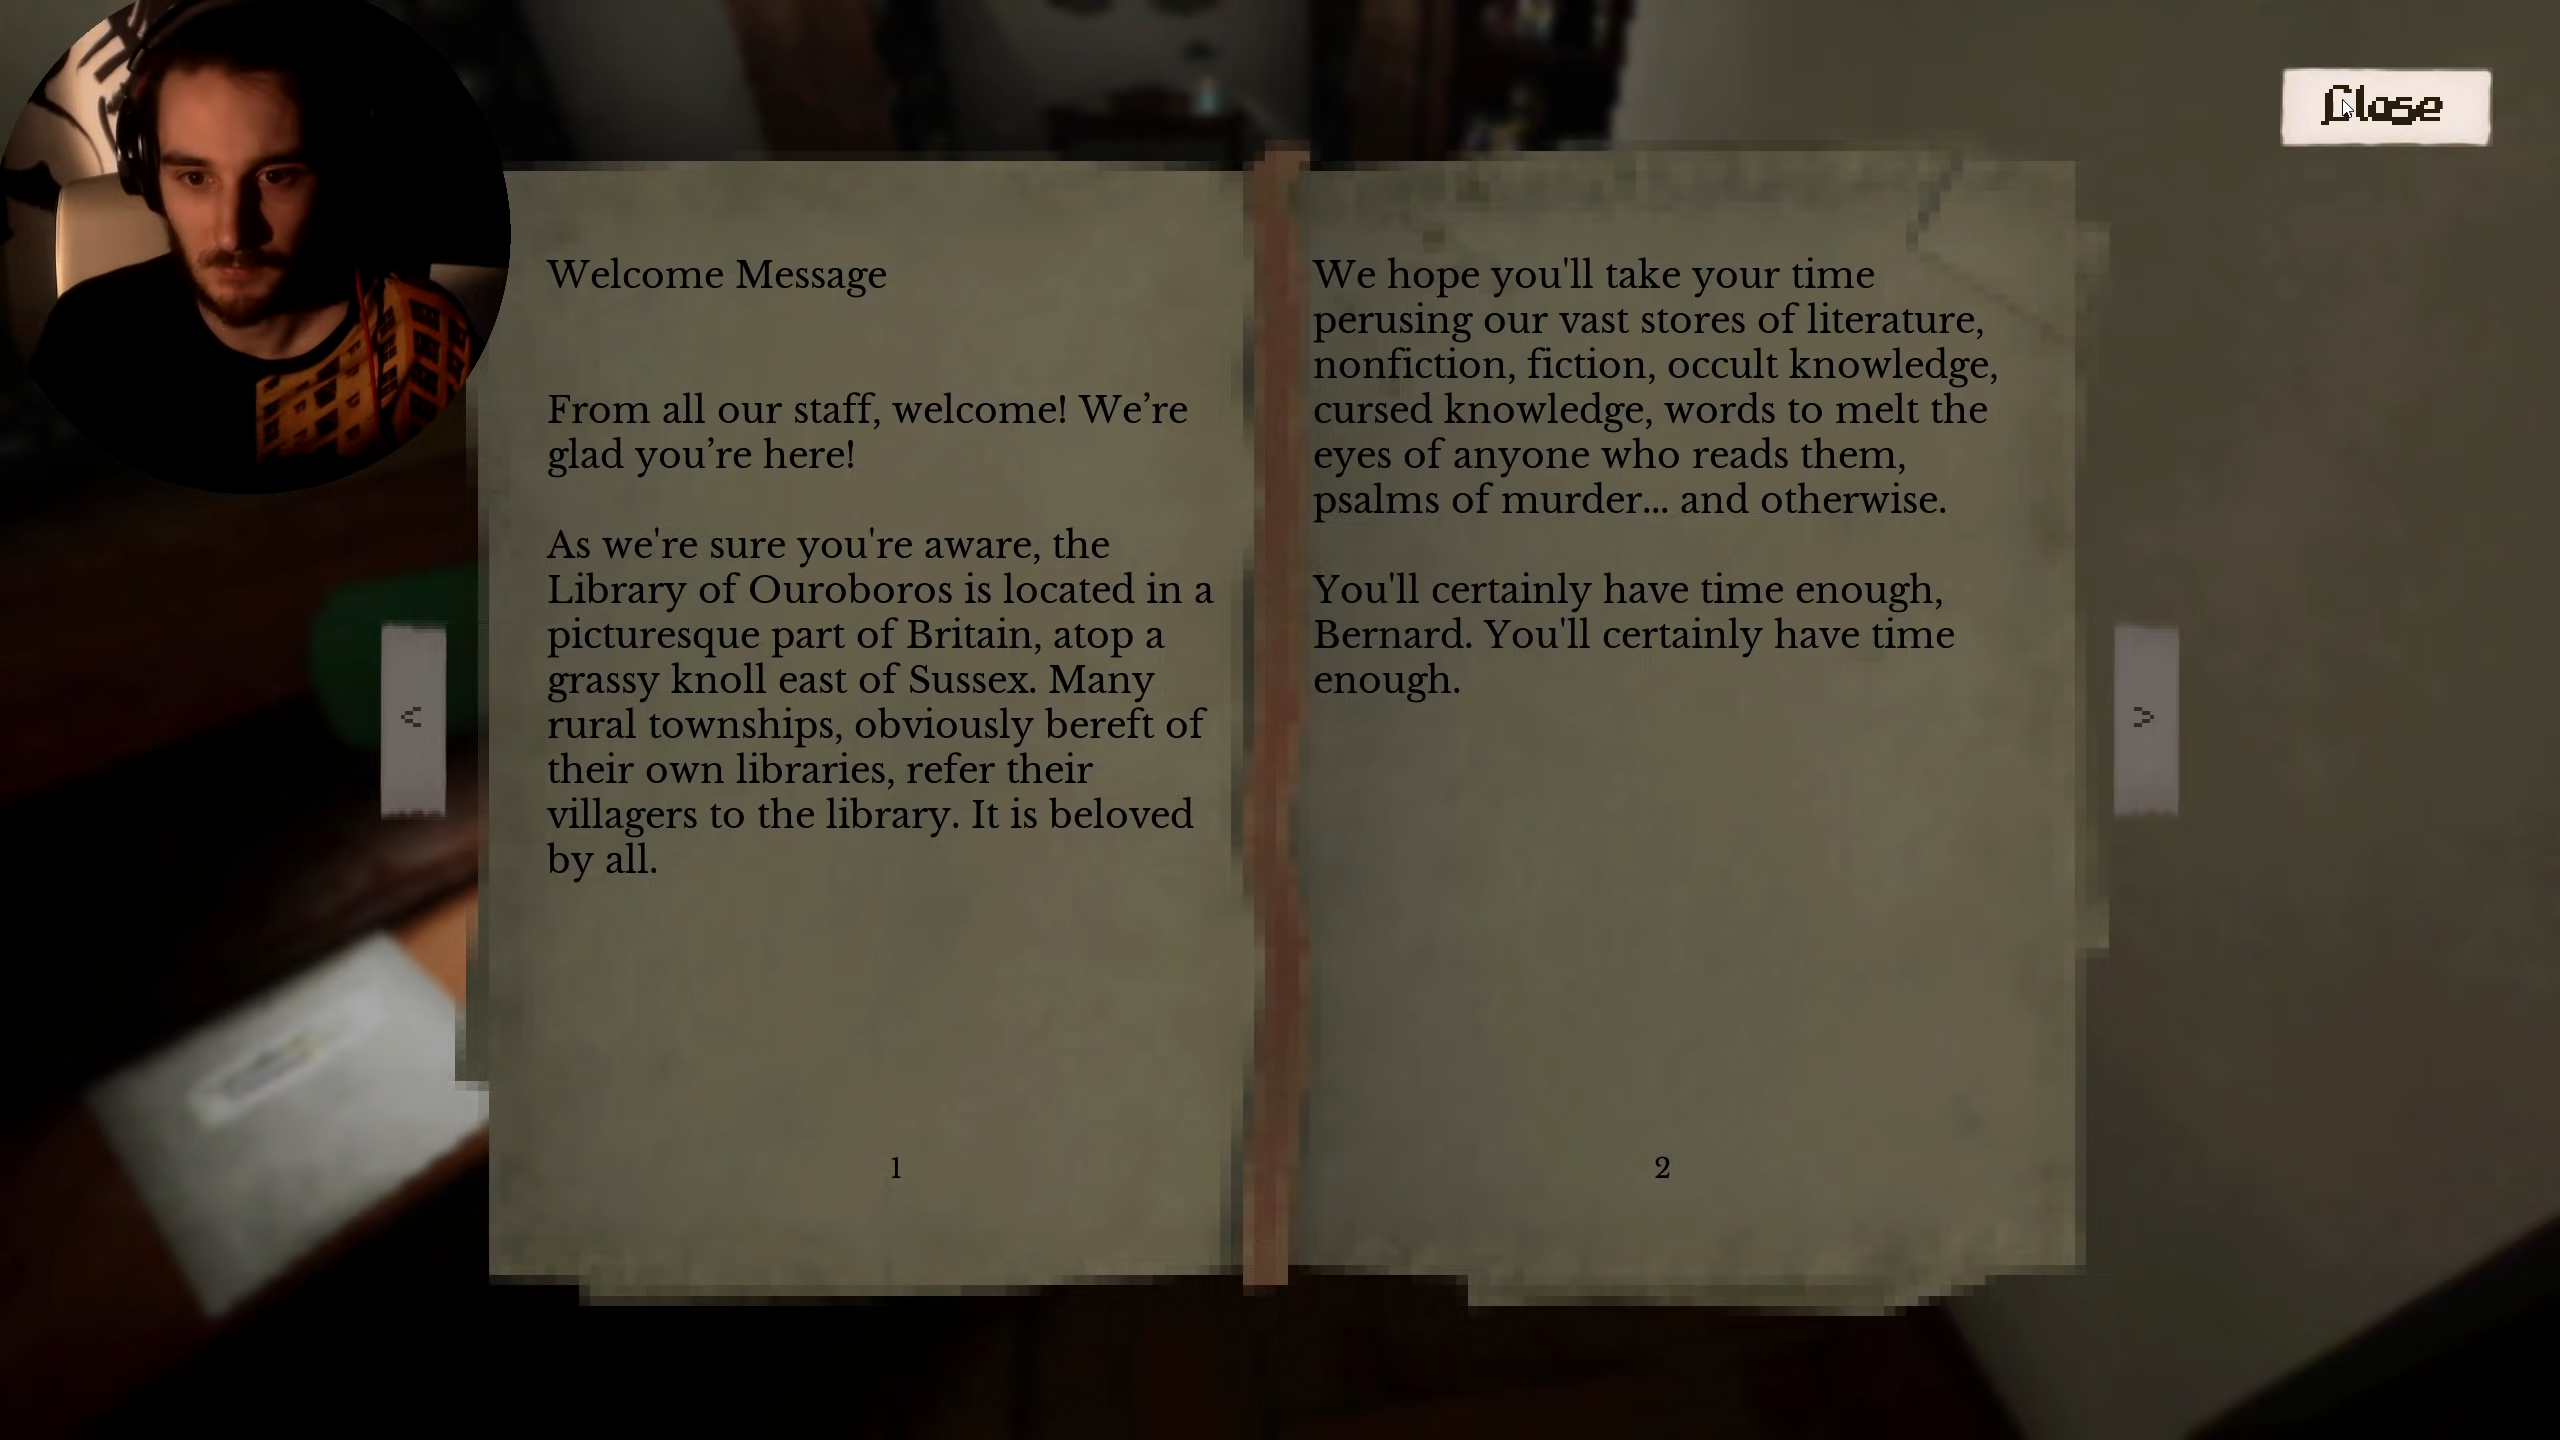 Close
Welcome Message
From all our staff, welcome! We’re
glad you’re here!
As we're sure you're aware, the
Library of Ouroboros is located in a
picturesque part of Britain, atop a
grassy knoll east of Sussex. Many
rural townships, obviously bereft of
their own libraries, refer their
villagers to the library. It is beloved
by all.
1
We hope you'll take your time
perusing our vast stores of literature,
nonfiction, fiction, occult knowledge,
cursed knowledge, words to melt the
eyes of anyone who reads them,
psalms of murder... and otherwise.
You'll certainly have time enough,
Bernard. You'll certainly have time
enough.
2
<
>